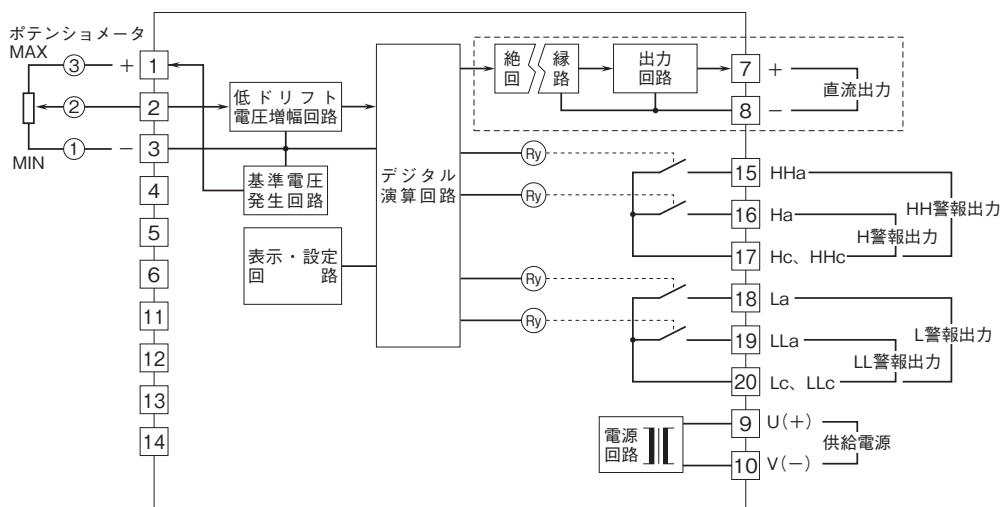 ポテンショメータ
MAX
③
+
1
②
2
①
-
3
MIN
4
5
6
11
12
13
14
低ドリフト
電圧増幅回路
基準電圧
発生回路
表示・設定
回路
デジタル
演算回路
絶縁
回路
出力
回路
7
+
8
-
直流出力
Ry
15
HHa
Ry
16
Ha
17
Hc、HHc
H警報出力
HH警報出力
Ry
18
La
Ry
19
LLa
20
Lc、LLc
LL警報出力
L警報出力
電源
回路
9
U(+)
10
V(-)
供給電源